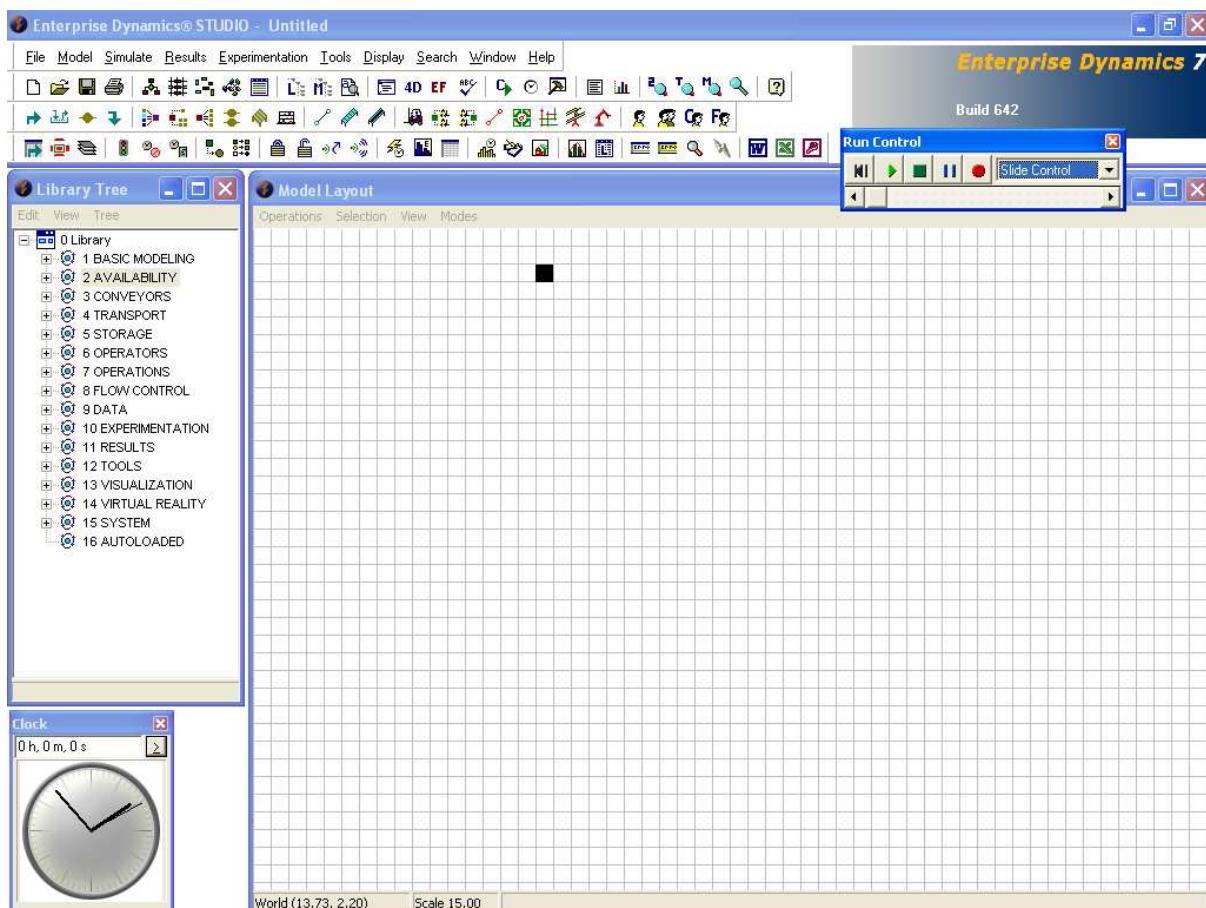 Enterprise Dynamics® STUDIO - Untitled
File Model Simulate Results Experimentation Tools Display Search Window Help
Enterprise Dynamics 7
4D EF ABC
Build 642
Run Control
Slide Control
Library Tree
Model Layout
Edit View Tree
Operations Selection View Modes
0 Library
1 BASIC MODELING
2 AVAILABILITY
3 CONVEYORS
4 TRANSPORT
5 STORAGE
6 OPERATORS
7 OPERATIONS
8 FLOW CONTROL
9 DATA
10 EXPERIMENTATION
11 RESULTS
12 TOOLS
13 VISUALIZATION
14 VIRTUAL REALITY
15 SYSTEM
16 AUTOLOADED
Clock
0 h, 0 m, 0 s
World (13.73, 2.20) Scale 15.00